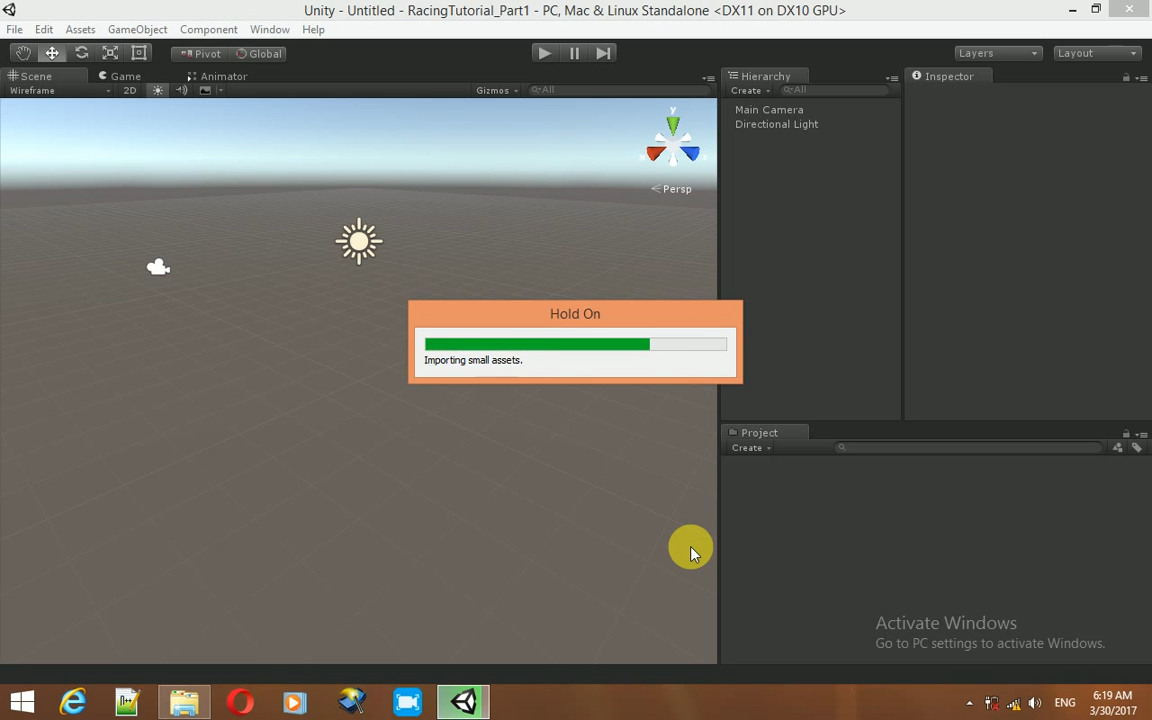 Unity - Untitled - RacingTutorial_Part1 - PC, Mac & Linux Standalone <DX11 on DX10 GPU>
File Edit Assets GameObject Component Window Help
Pivot Global Layers Layout
Scene Game Animator Hierarchy Inspector
Wireframe 2D Gizmos All Create All
Main Camera
Directional Light
y
x z
Persp
Hold On
Importing small assets.
Project
Create
Activate Windows
Go to PC settings to activate Windows.
n++
ENG
6:19 AM
3/30/2017